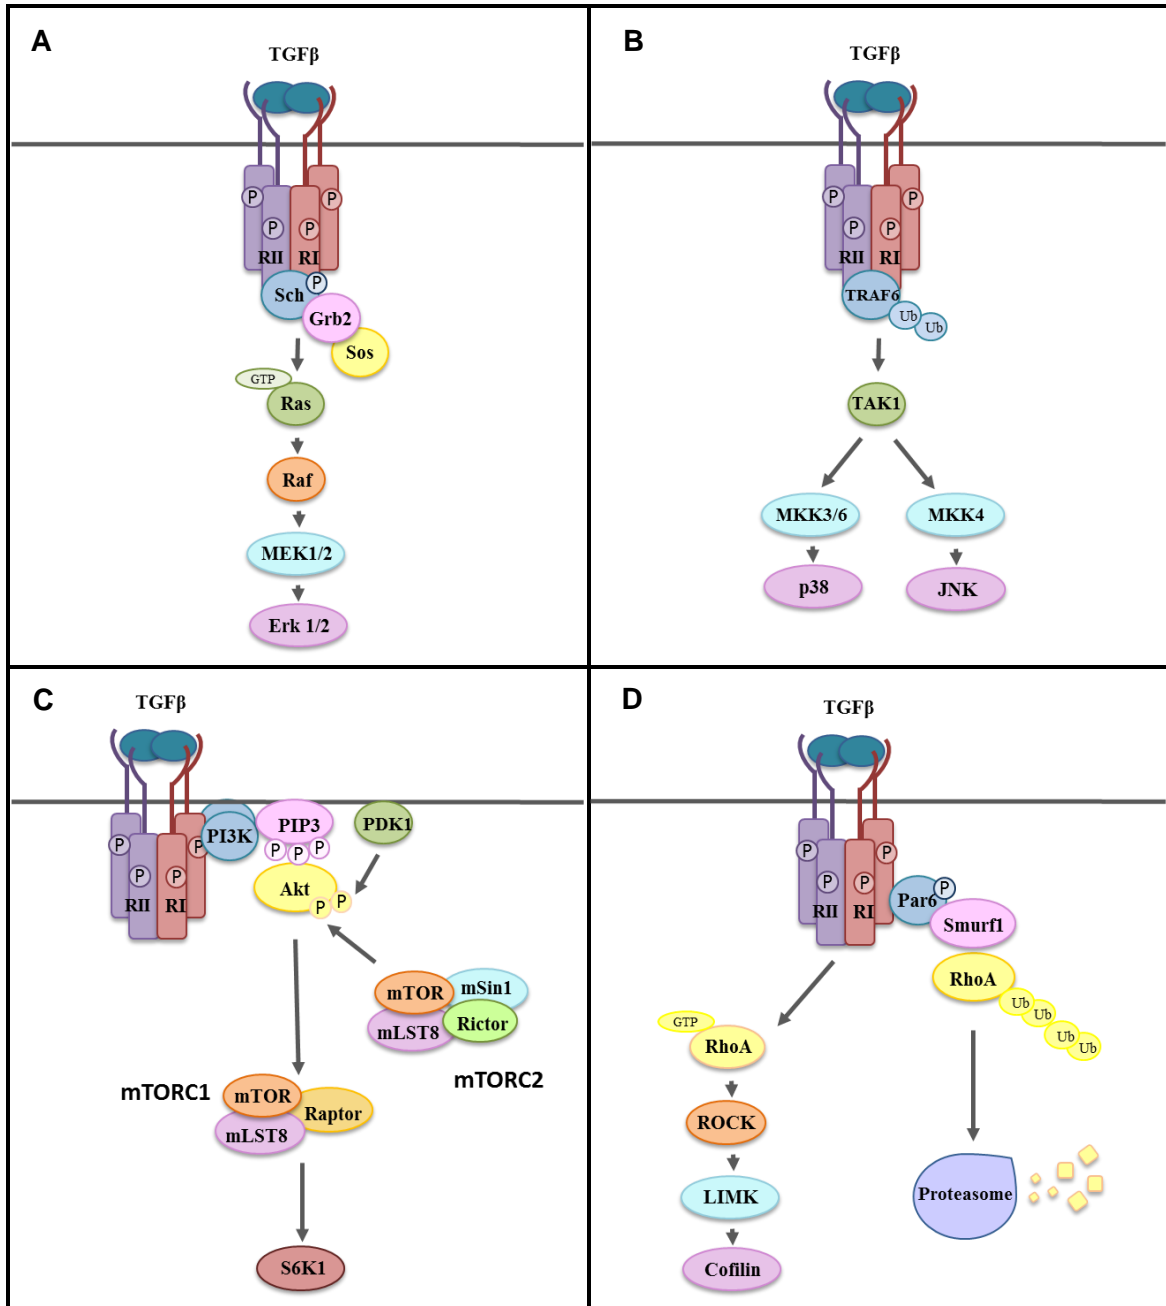 A
TGFβ
P
P
P
P
RII
RI
P
Sch
Grb2
Sos
GTP
Ras
Raf
MEK1/2
Erk 1/2
B
TGFβ
P
P
P
P
RII
RI
TRAF6
Ub
Ub
TAK1
MKK3/6
MKK4
p38
JNK
C
TGFβ
PI3K
PIP3
PDK1
P
P
P
P
P
P
P
Akt
P
P
RII
RI
mTOR
mSin1
mLST8
Rictor
mTORC2
mTORC1
mTOR
Raptor
mLST8
S6K1
D
TGFβ
P
P
P
P
RII
RI
Par6
P
Smurf1
RhoA
Ub
Ub
Ub
Ub
GTP
RhoA
ROCK
LIMK
Cofilin
Proteasome